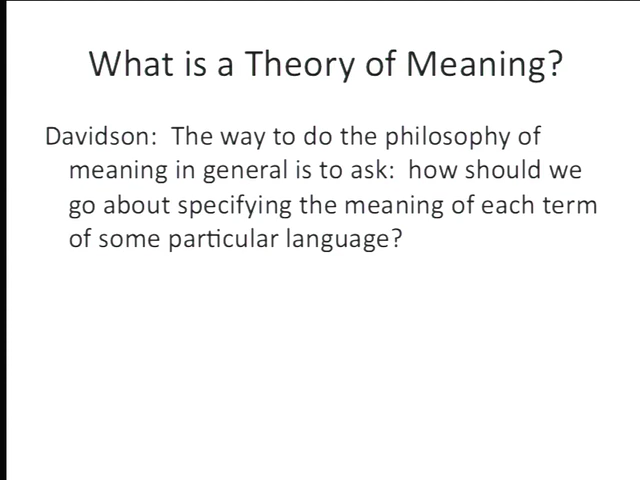 What is a Theory of Meaning?
Davidson: The way to do the philosophy of
meaning in general is to ask: how should we
go about specifying the meaning of each term
of some particular language?